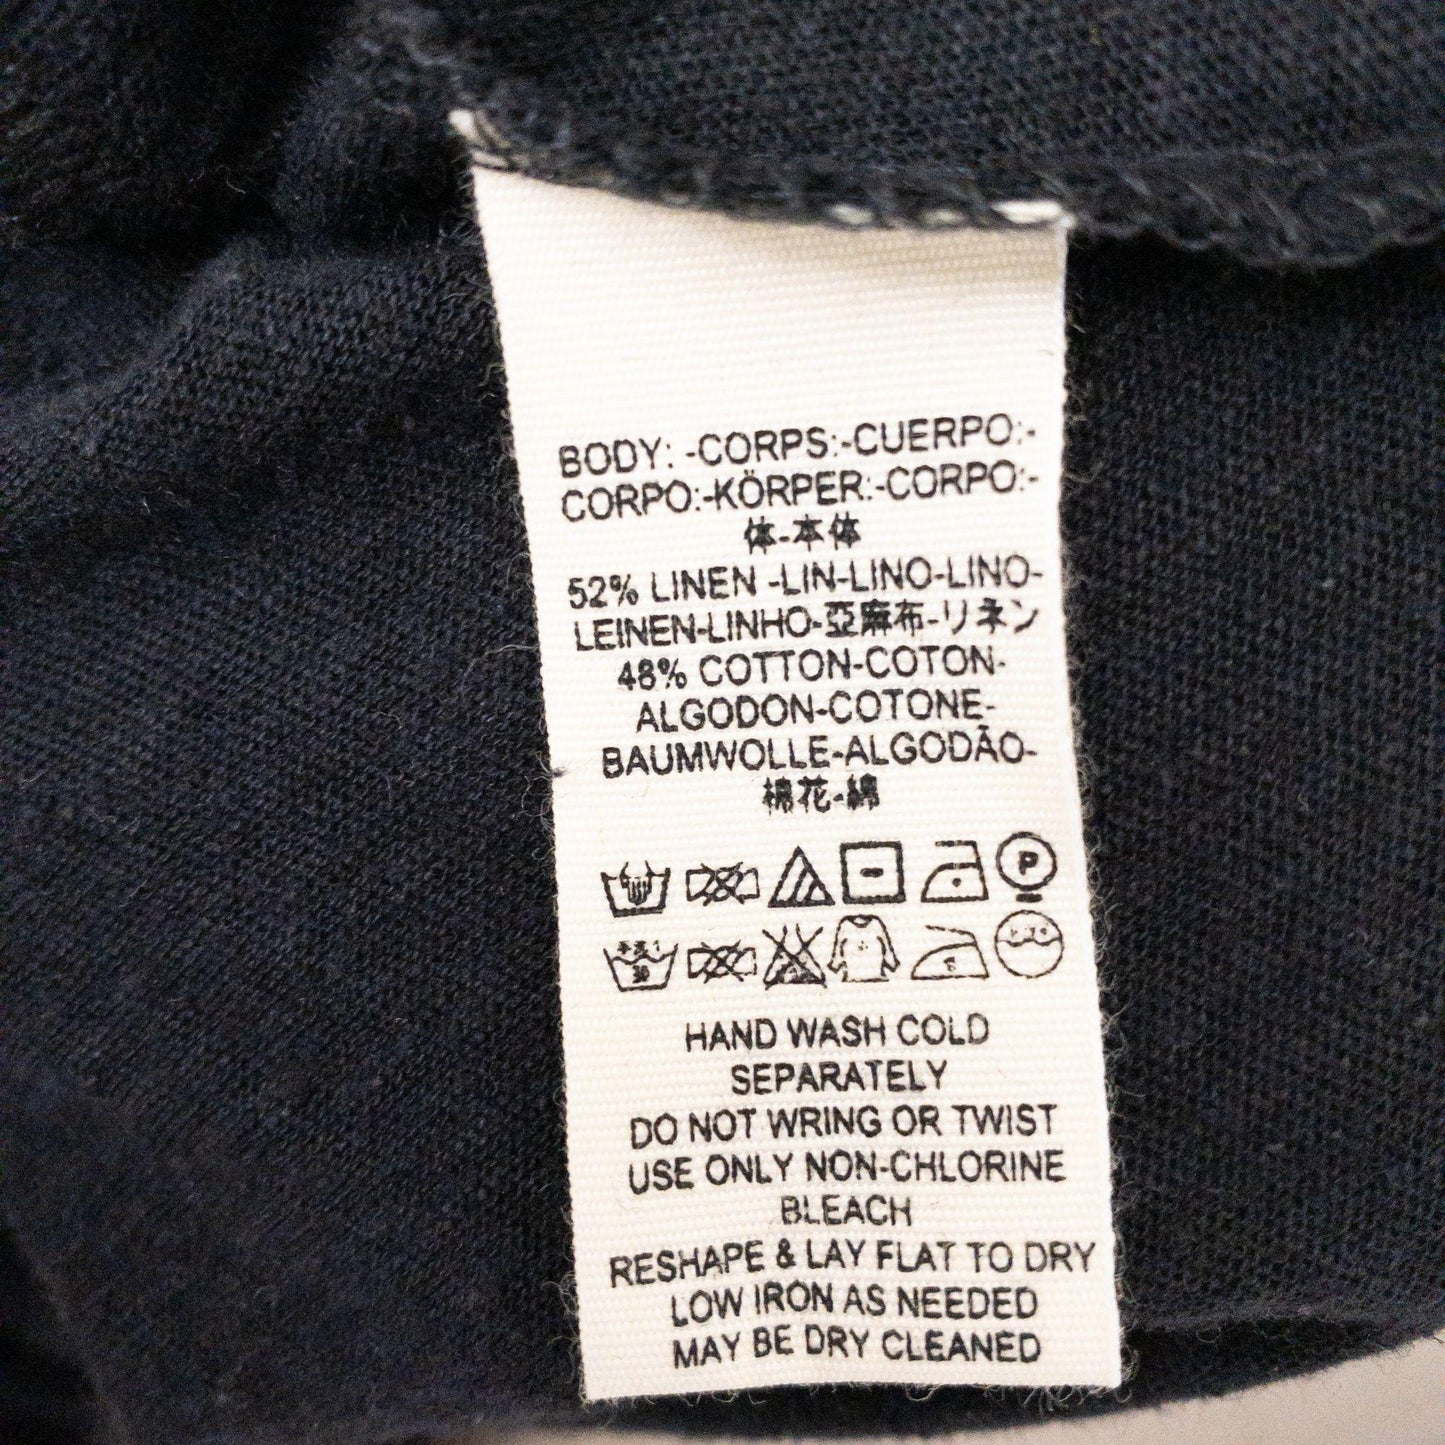 BODY: -CORPS:-CUERPO:-
CORPO:-KÖRPER:-CORPO:-
体-本体
52% LINEN -LIN-LINO-LINO-
LEINEN-LINHO-亞麻布-リネン
48% COTTON-COTON-
ALGODON-COTONE-
BAUMWOLLE-ALGODÃO-
棉花-綿
P
30
HAND WASH COLD
SEPARATELY
DO NOT WRING OR TWIST
USE ONLY NON-CHLORINE
BLEACH
RESHAPE & LAY FLAT TO DRY
LOW IRON AS NEEDED
MAY BE DRY CLEANED